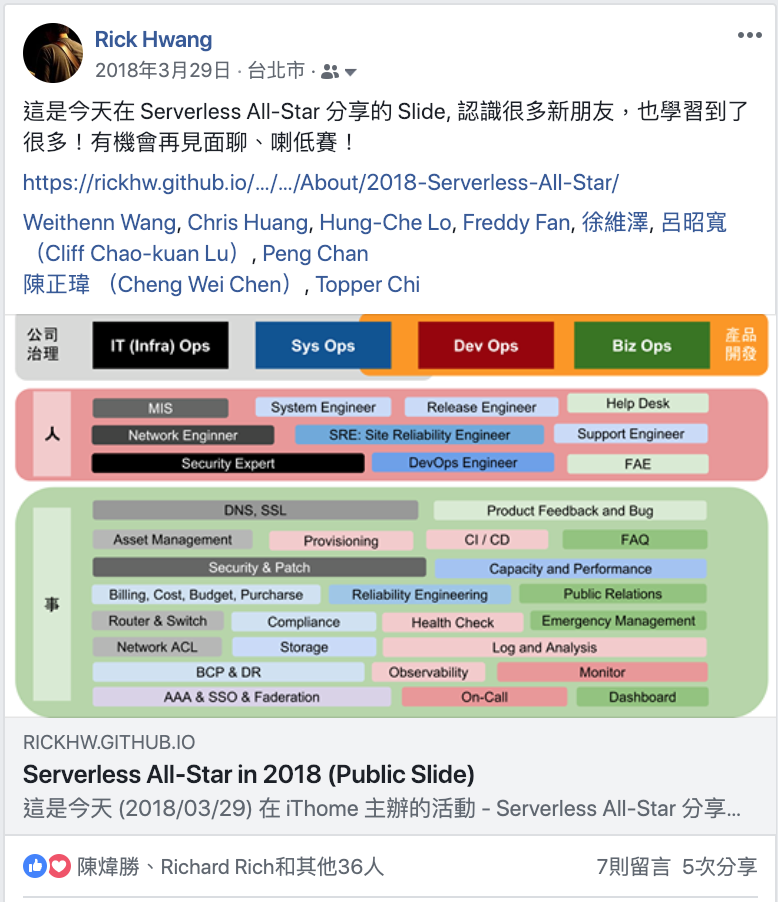 Rick Hwang
2018年3月29日 · 台北市 ·
這是今天在 Serverless All-Star 分享的 Slide, 認識很多新朋友，也學習到了
很多！有機會再見面聊、喇低賽！
https://rickhw.github.io/.../.../About/2018-Serverless-All-Star/
Weithenn Wang, Chris Huang, Hung-Che Lo, Freddy Fan, 徐維澤, 呂昭寬
（Cliff Chao-kuan Lu）, Peng Chan
陳正瑋 （Cheng Wei Chen）, Topper Chi
公司
治理
IT (Infra) Ops
Sys Ops
Dev Ops
Biz Ops
產品
開發
人
MIS
System Engineer
Release Engineer
Help Desk
Network Enginner
SRE: Site Reliability Engineer
Support Engineer
Security Expert
DevOps Engineer
FAE
事
DNS, SSL
Product Feedback and Bug
Asset Management
Provisioning
CI / CD
FAQ
Security & Patch
Capacity and Performance
Billing, Cost, Budget, Purcharse
Reliability Engineering
Public Relations
Router & Switch
Compliance
Health Check
Emergency Management
Network ACL
Storage
Log and Analysis
BCP & DR
Observability
Monitor
AAA & SSO & Faderation
On-Call
Dashboard
RICKHW.GITHUB.IO
Serverless All-Star in 2018 (Public Slide)
這是今天 (2018/03/29) 在 iThome 主辦的活動 - Serverless All-Star 分享...
陳煒勝、Richard Rich和其他36人
7則留言 5次分享